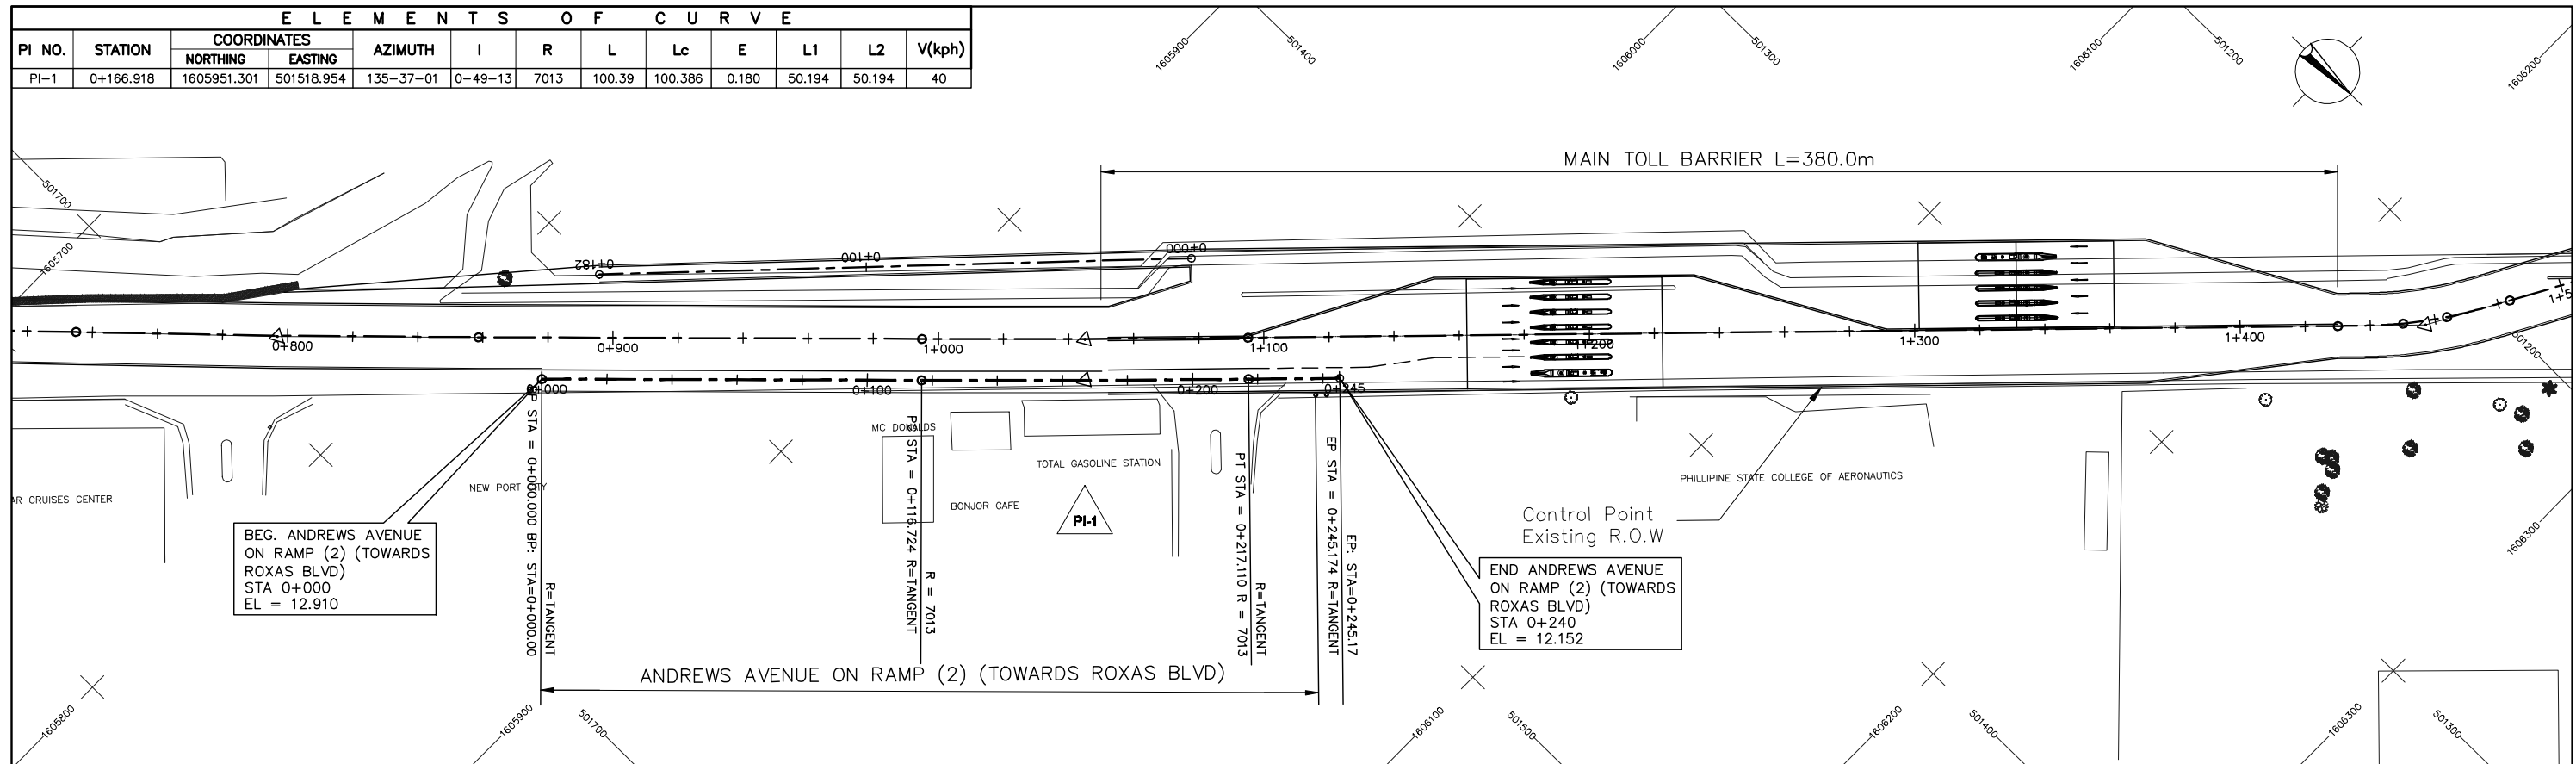 ELEMENTS OF CURVE
PI NO. STATION COORDINATES AZIMUTH I R L Lc E L1 L2 V(kph)
NORTHING EASTING
PI-1 0+166.918 1605951.301 501518.954 135-37-01 0-49-13 7013 100.39 100.386 0.180 50.194 50.194 40
1605900
501400
1606000
501300
1606100
501200
1606200
MAIN TOLL BARRIER L=380.0m
501700
1605700
0+182
0+100
0+000
0+800
0+900
1+000
1+100
1+200
1+300
1+400
1+5
501200
0+000
0+100
0+200
0+245
MC DONALDS
TOTAL GASOLINE STATION
BONJOR CAFE
NEW PORT CITY
AR CRUISES CENTER
PI-1
PHILLIPINE STATE COLLEGE OF AERONAUTICS
Control Point
Existing R.O.W
1606300
BEG. ANDREWS AVENUE
ON RAMP (2) (TOWARDS
ROXAS BLVD)
STA 0+000
EL = 12.910
BP STA = 0+000.000 BP: STA=0+000.00
R=TANGENT
PC STA = 0+116.724 R=TANGENT
R = 7013
PT STA = 0+217.110 R = 7013
R=TANGENT
EP STA = 0+245.174 R=TANGENT
EP: STA=0+245.17
END ANDREWS AVENUE
ON RAMP (2) (TOWARDS
ROXAS BLVD)
STA 0+240
EL = 12.152
ANDREWS AVENUE ON RAMP (2) (TOWARDS ROXAS BLVD)
1605800
1605900
501700
1606100
501500
1606200
501400
1606300
501300